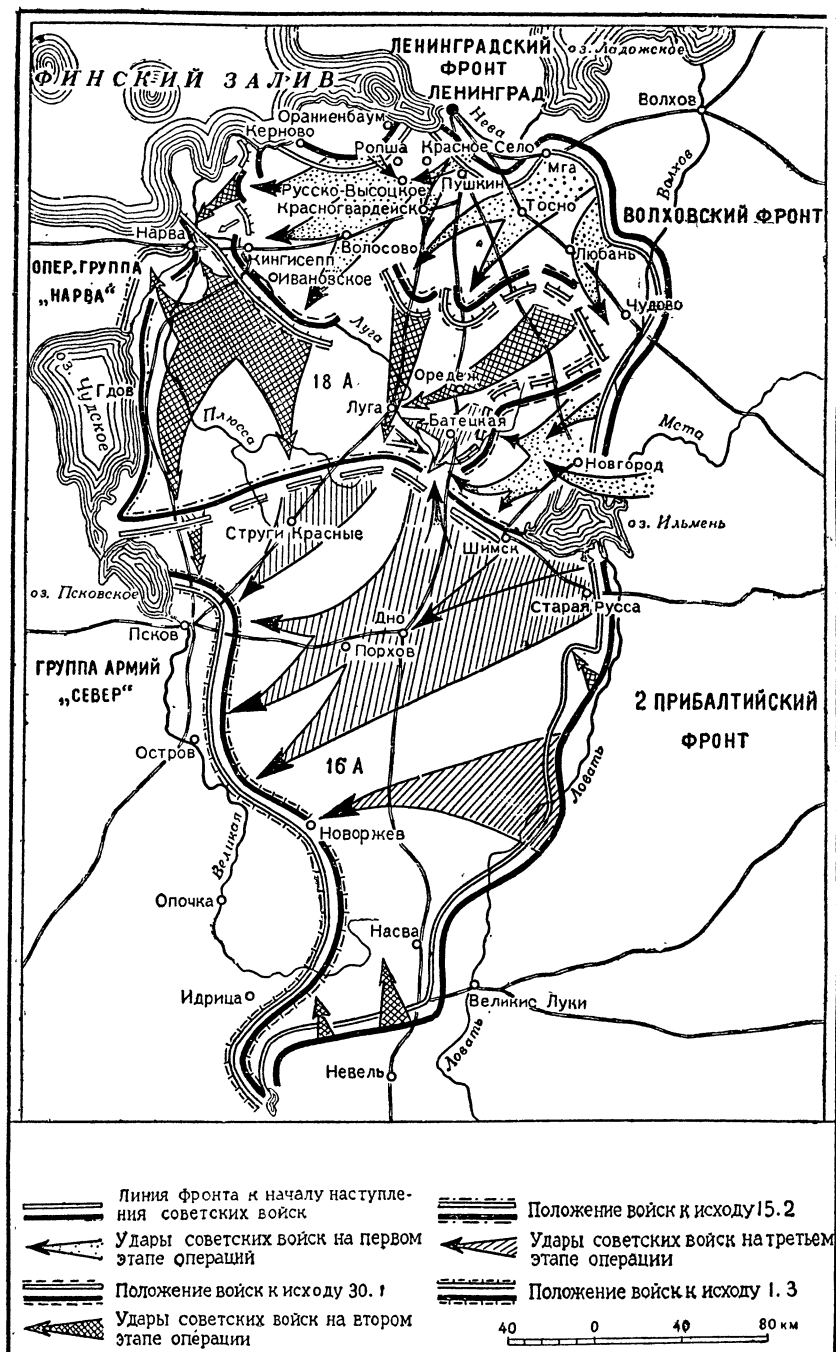 ЛЕНИНГРАДСКИЙ
ФРОНТ
ЛЕНИНГРАД
оз. Ладожское
ФИНСКИЙ ЗАЛИВ
Нева
Волхов
Ораниенбаум
Керново
Ропша
Красное Село
Мга
Волхов
Русско-Высоцкое
Пушкин
Красногвардейск
Тосно
ВОЛХОВСКИЙ ФРОНТ
Нарва
Волосово
Кингисепп
Любань
ОПЕР. ГРУППА
„НАРВА“
Ивановское
Чудово
Луга
оз. Чудское
Гдов
18 А
Оредеж
Плюсса
Луга
Батецкая
Мста
Новгород
оз. Ильмень
Струги Красные
Шимск
оз. Псковское
Старая Русса
Дно
Псков
Порхов
ГРУППА АРМИЙ
„СЕВЕР“
2 ПРИБАЛТИЙСКИЙ
ФРОНТ
Остров
16 А
Ловать
Новоржев
Великая
Опочка
Насва
Идрица
Великие Луки
Ловать
Невель
Линия фронта к началу наступле-
ния советских войск
Удары советских войск на первом
этапе операций
Положение войск к исходу 30.1
Удары советских войск на втором
этапе операции
Положение войск к исходу 15.2
Удары советских войск на третьем
этапе операции
Положение войск к исходу 1.3
40 0 40 80 км